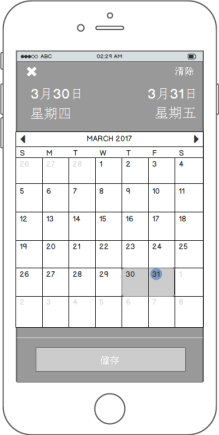 ABC 02:29 AM
清除
3月30日 3月31日
星期四 星期五
MARCH 2017
S M T W T F S
26 27 28 1 2 3 4
5 6 7 8 9 10 11
12 13 14 15 16 17 18
19 20 21 22 23 24 25
26 27 28 29 30 31 1
2 3 4 5 6 7 8
儲存